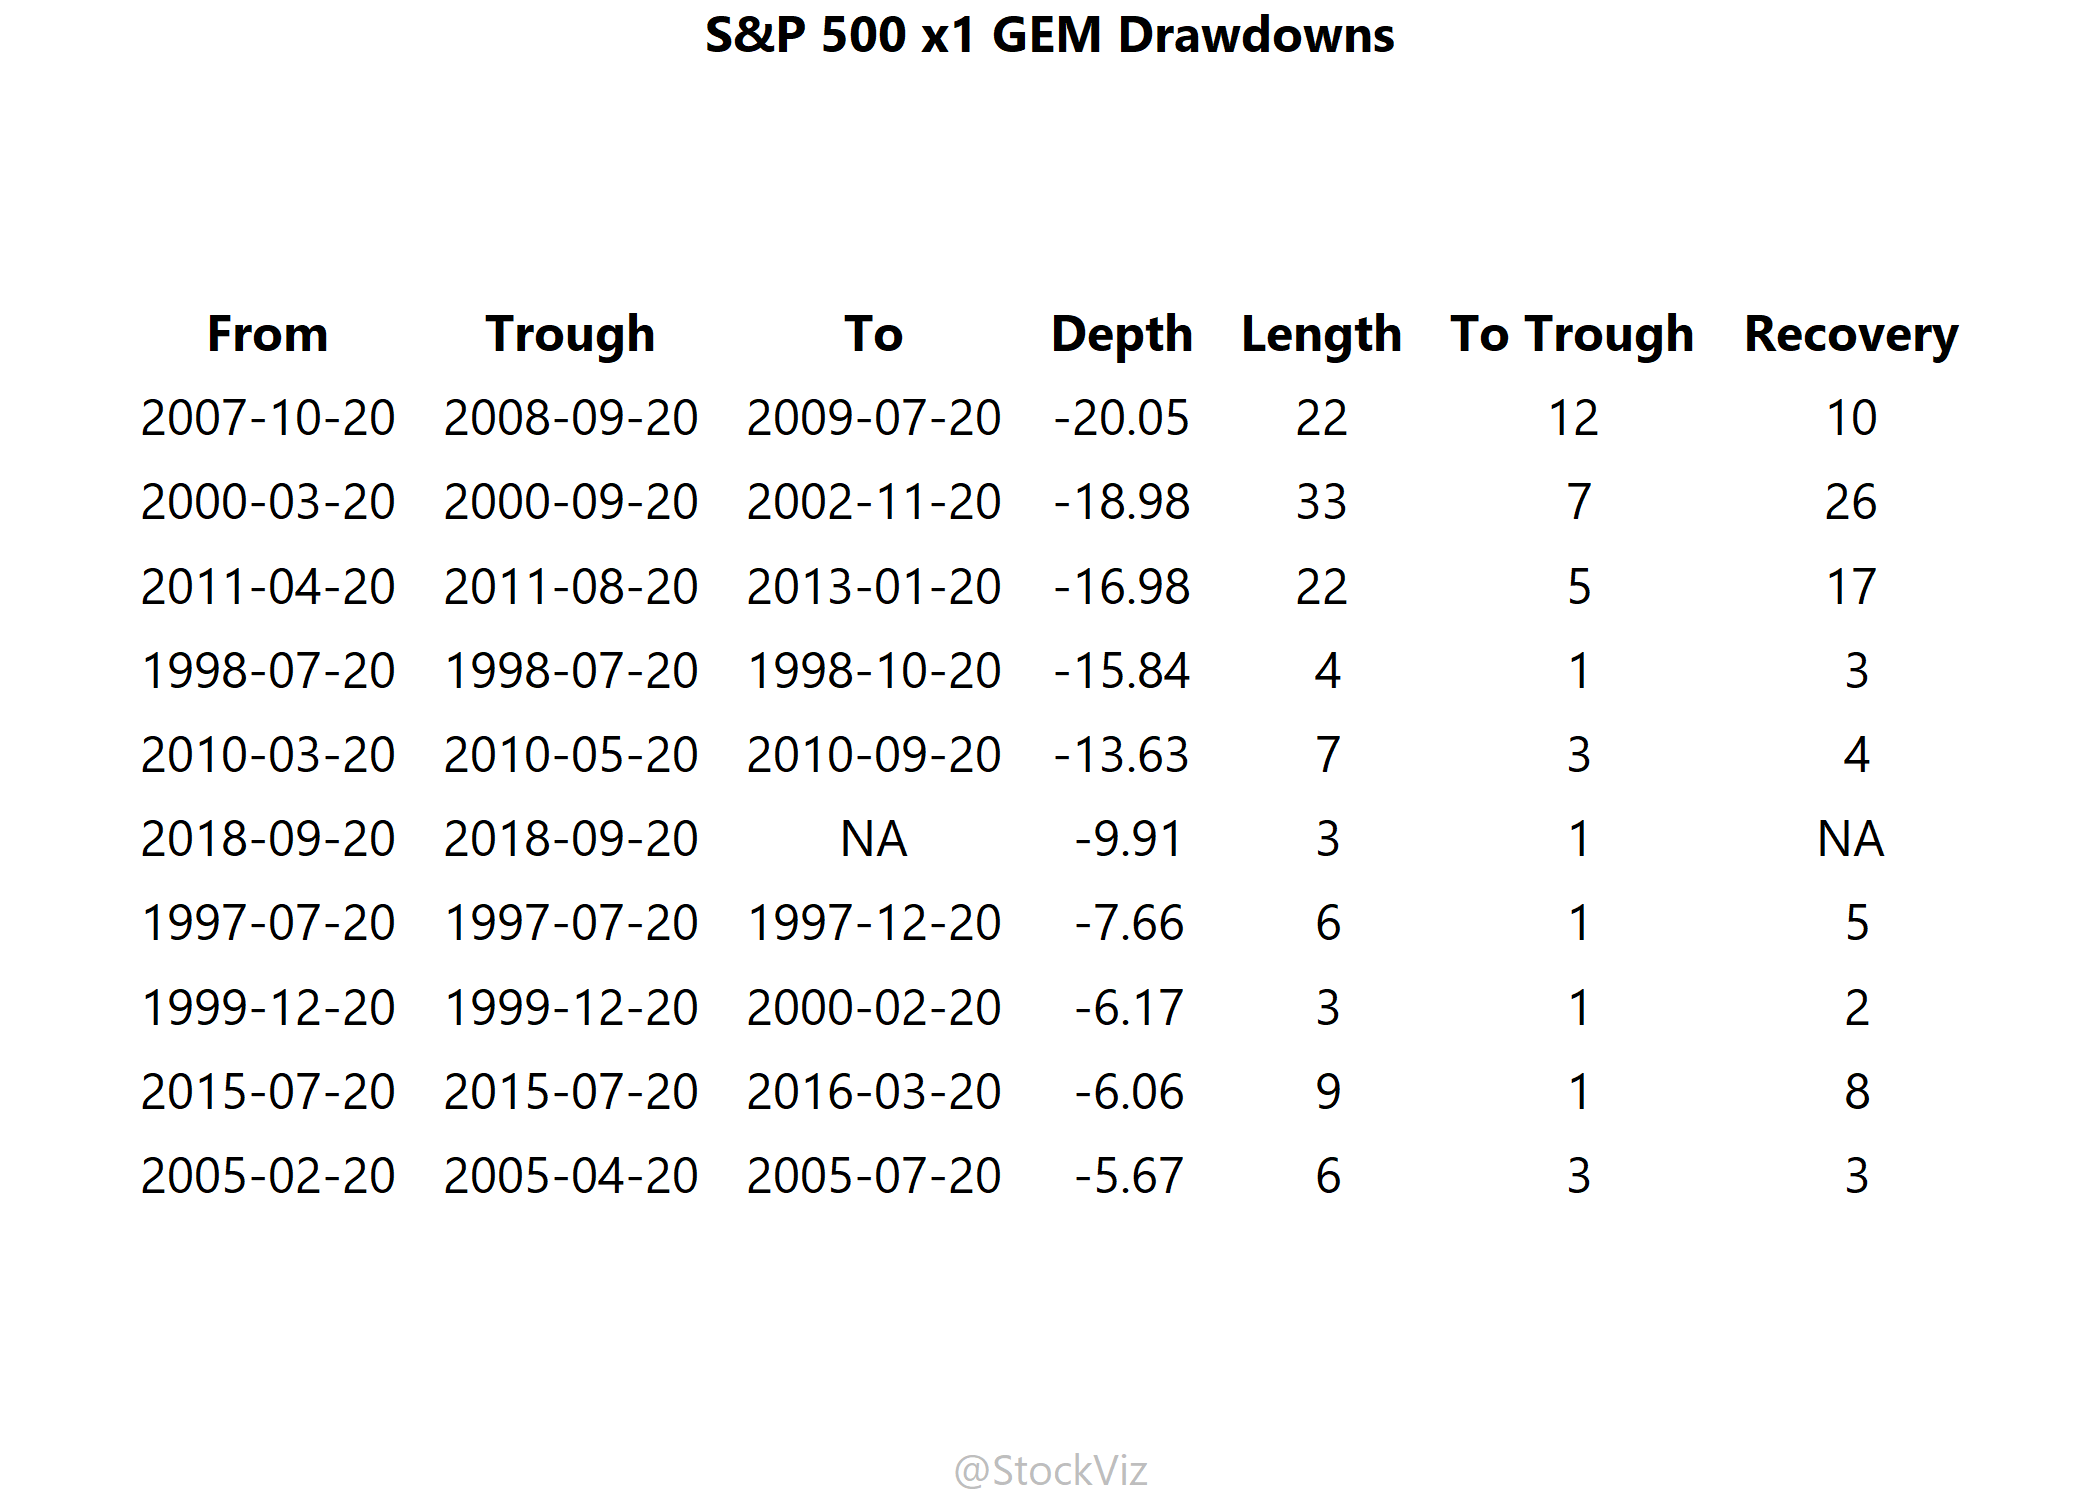 S&P 500 x1 GEM Drawdowns
From Trough To Depth Length To Trough Recovery
2007-10-20 2008-09-20 2009-07-20 -20.05 22 12 10
2000-03-20 2000-09-20 2002-11-20 -18.98 33 7 26
2011-04-20 2011-08-20 2013-01-20 -16.98 22 5 17
1998-07-20 1998-07-20 1998-10-20 -15.84 4 1 3
2010-03-20 2010-05-20 2010-09-20 -13.63 7 3 4
2018-09-20 2018-09-20 NA -9.91 3 1 NA
1997-07-20 1997-07-20 1997-12-20 -7.66 6 1 5
1999-12-20 1999-12-20 2000-02-20 -6.17 3 1 2
2015-07-20 2015-07-20 2016-03-20 -6.06 9 1 8
2005-02-20 2005-04-20 2005-07-20 -5.67 6 3 3
@StockViz